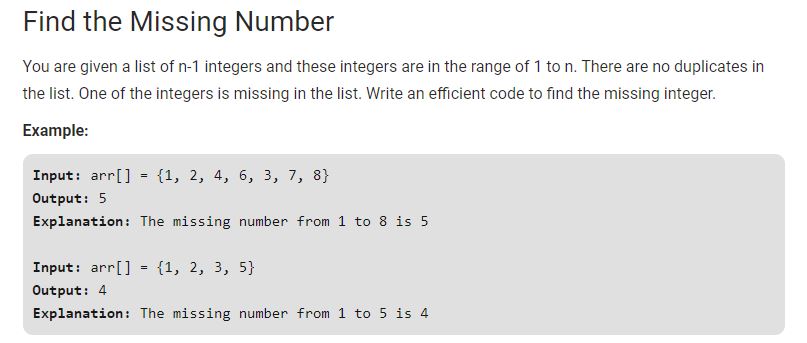 Find the Missing Number
You are given a list of n-1 integers and these integers are in the range of 1 to n. There are no duplicates in
the list. One of the integers is missing in the list. Write an efficient code to find the missing integer.
Example:
Input: arr[] = {1, 2, 4, 6, 3, 7, 8}
Output: 5
Explanation: The missing number from 1 to 8 is 5
Input: arr[] = {1, 2, 3, 5}
Output: 4
Explanation: The missing number from 1 to 5 is 4